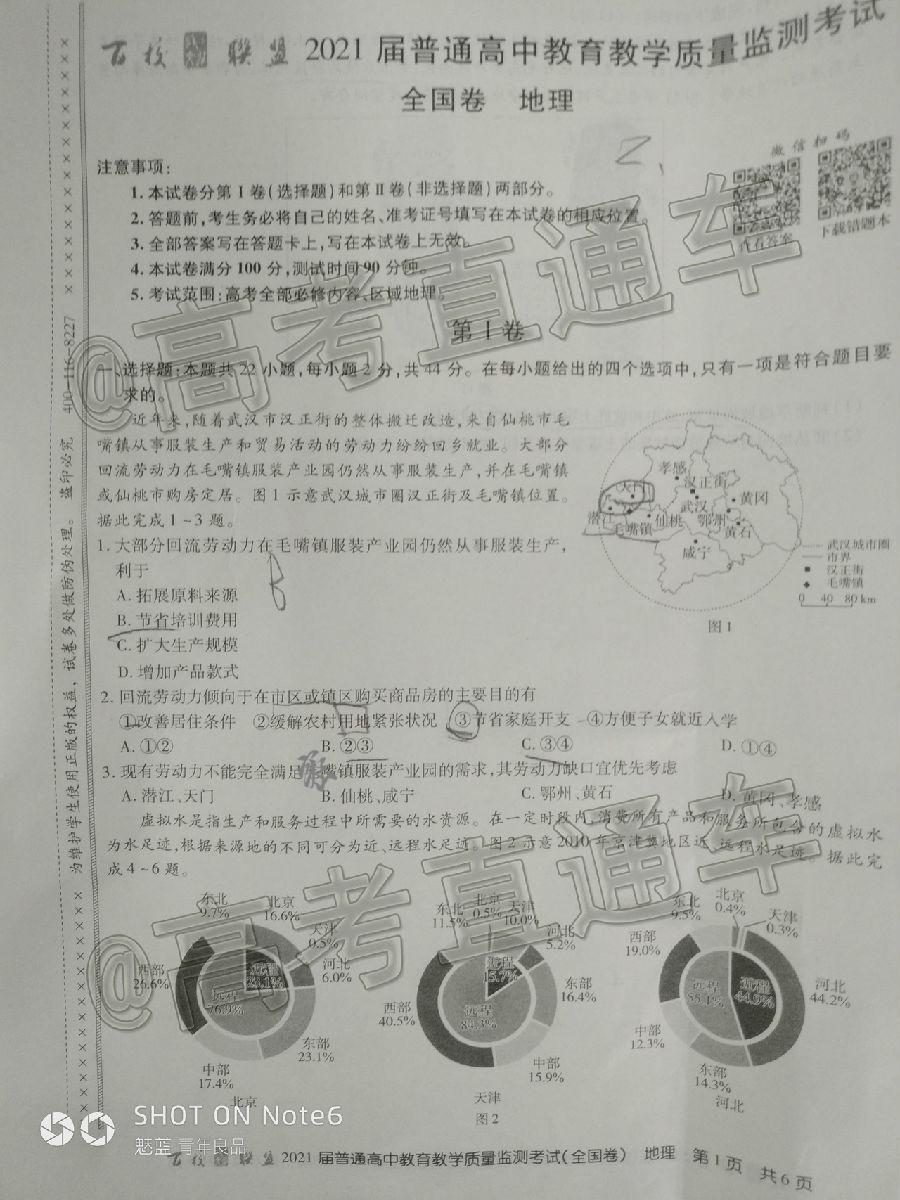 百校联盟 2021届普通高中教育教学质量监测考试
全国卷 地理
微信扫码
下载错题本
注意事项:
1.本试卷分第Ⅰ卷(选择题)和第Ⅱ卷(非选择题)两部分。
2.答题前,考生务必将自己的姓名、准考证号填写在本试卷的相应位置。
3.全部答案写在答题卡上,写在本试卷上无效。
4.本试卷满分100分,测试时间90分钟。
5.考试范围:高考全部必修内容、区域地理。
第Ⅰ卷
一、选择题:本题共22小题,每小题2分,共44分。在每小题给出的四个选项中,只有一项是符合题目要
求的。
近年来,随着武汉市汉正街的整体搬迁改造,来自仙桃市毛
嘴镇从事服装生产和贸易活动的劳动力纷纷回乡就业。大部分
回流劳动力在毛嘴镇服装产业园仍然从事服装生产,并在毛嘴镇
或仙桃市购房定居。图1示意武汉城市圈汉正街及毛嘴镇位置。
据此完成1~3题。
1.大部分回流劳动力在毛嘴镇服装产业园仍然从事服装生产,
利于
A.拓展原料来源
B.节省培训费用
C.扩大生产规模
D.增加产品款式
B
孝感
汉正街
武汉
黄冈
鄂州
黄石
仙桃
毛嘴镇
咸宁
武汉城市圈
市界
汉正街
毛嘴镇
0 40 80 km
图1
2.回流劳动力倾向于在市区或镇区购买商品房的主要目的有
①改善居住条件 ②缓解农村用地紧张状况 ③节省家庭开支 ④方便子女就近入学
A.①② B.②③ C.③④ D.①④
3.现有劳动力不能完全满足嘴镇服装产业园的需求,其劳动力缺口宜优先考虑
A.潜江、天门 B.仙桃、咸宁 C.鄂州、黄石 D.黄冈、孝感
虚拟水是指生产和服务过程中所需要的水资源。在一定时段内,消费所有产品和服务所包含的虚拟水
为水足迹,根据来源地的不同可分为近、远程水足迹。图2示意2010年京津冀地区近、远程水足迹。据此完
成4~6题。
东北 9.7%
北京 16.6%
天津 0.5%
河北 6.0%
东部 23.1%
中部 17.4%
西部 26.6%
远程 76.9%
北京
东北 11.5%
北京 0.5%
天津 10.0%
河北 5.2%
东部 16.4%
中部 15.9%
西部 40.5%
15.7%
天津
东北 9.5%
北京 0.4%
天津 0.3%
河北 44.2%
东部 14.3%
中部 12.3%
西部 19.0%
远程 55.1%
44.9%
河北
图2
百校联盟 2021届普通高中教育教学质量监测考试(全国卷) 地理 第1页 共6页
为维护学生使用正版的权益,试卷多处做防伪处理。 盗印必究 400-116-8227
@高考直通车
@高考直通车
SHOT ON Note6
魅蓝 青年良品